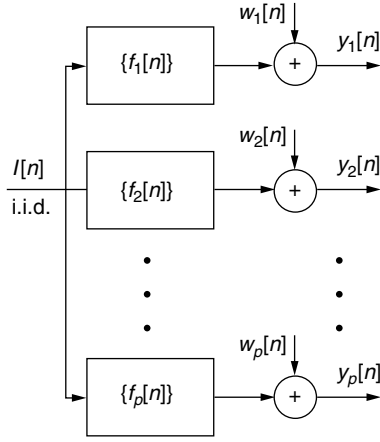 w₁[n]
{f₁[n]}
+
y₁[n]
I[n]
i.i.d.
w₂[n]
{f₂[n]}
+
y₂[n]
wₚ[n]
{fₚ[n]}
+
yₚ[n]